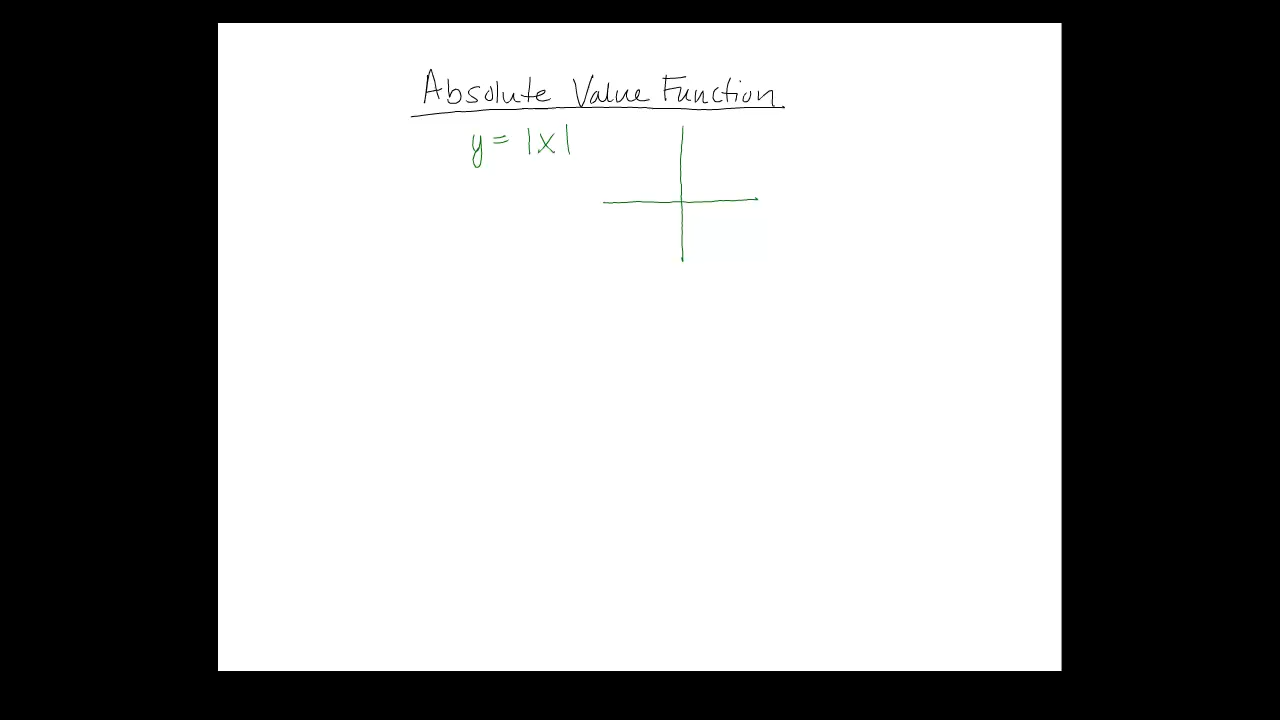 Absolute Value Function
y = |x|